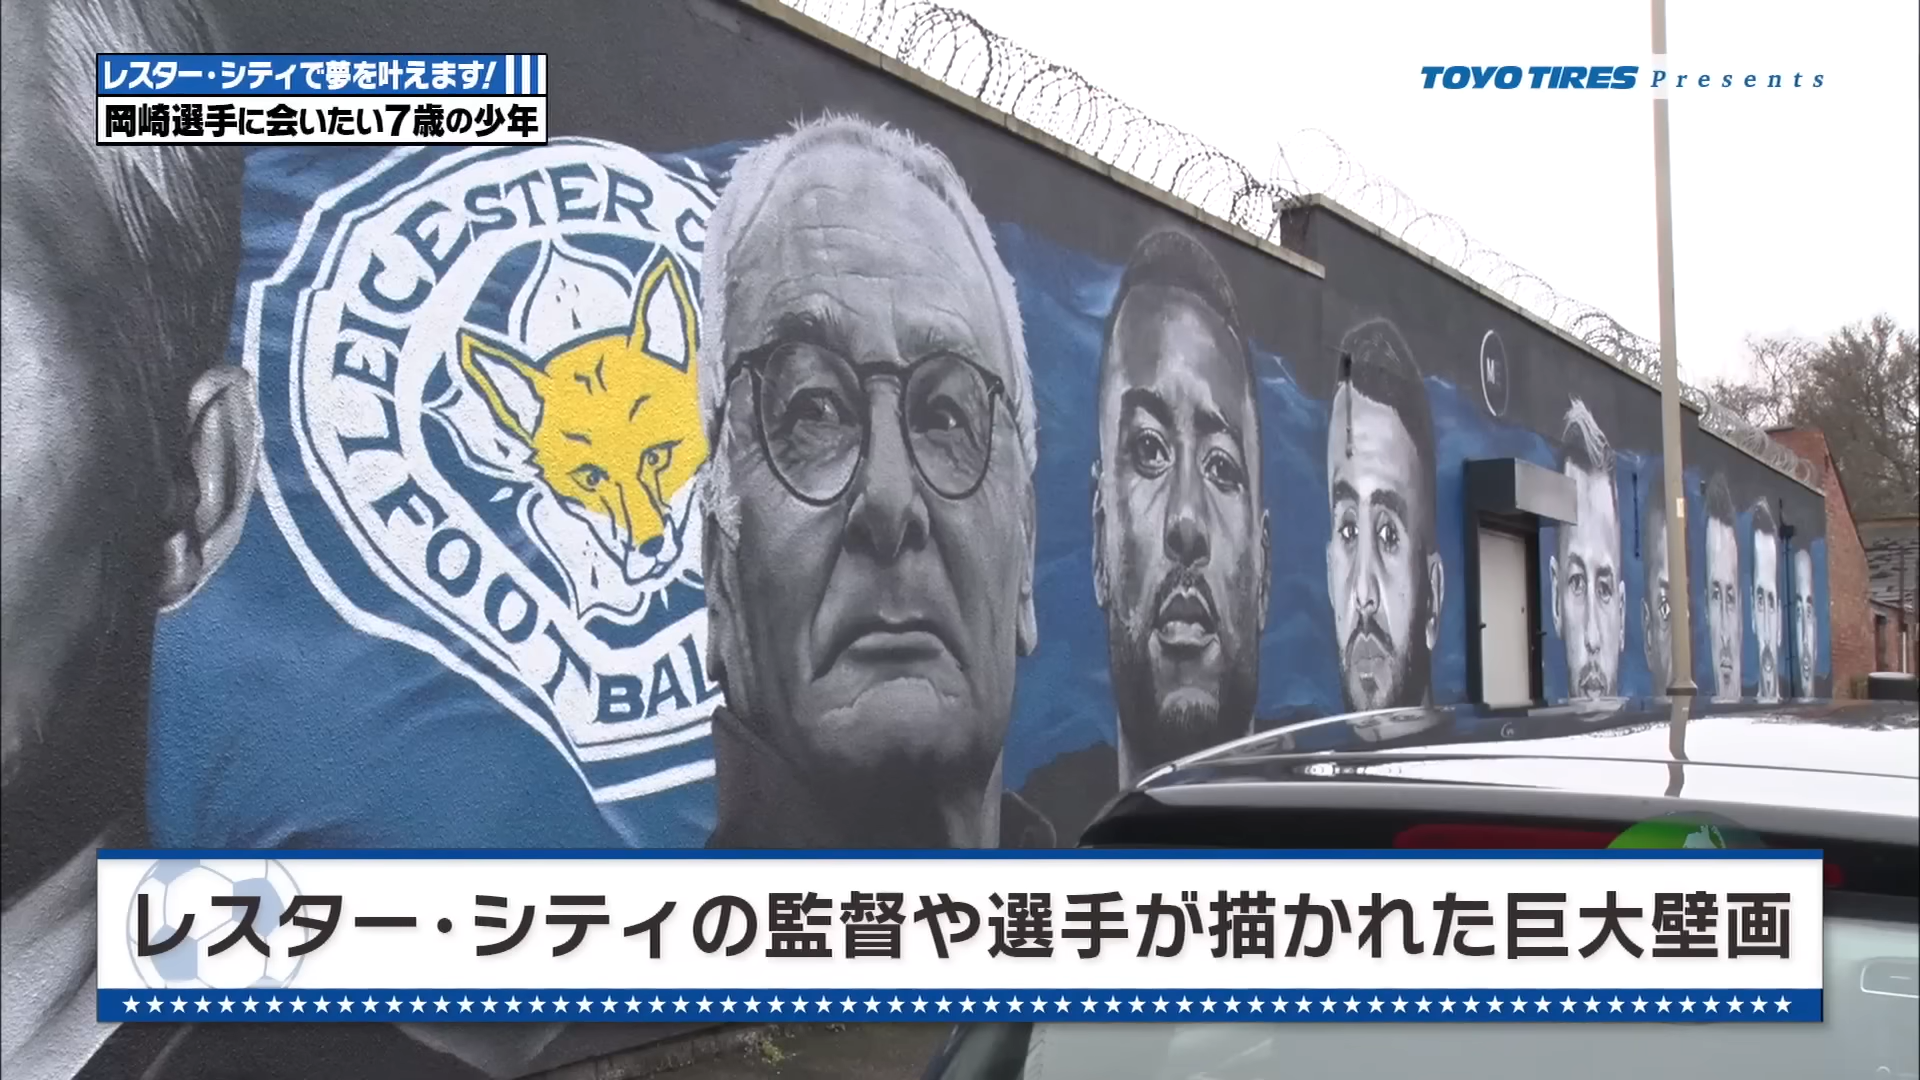 レスター・シティで夢を叶えます!
岡崎選手に会いたい7歳の少年
TOYO TIRES Presents
LEICESTER C
FOOTBAL
M
レスター・シティの監督や選手が描かれた巨大壁画